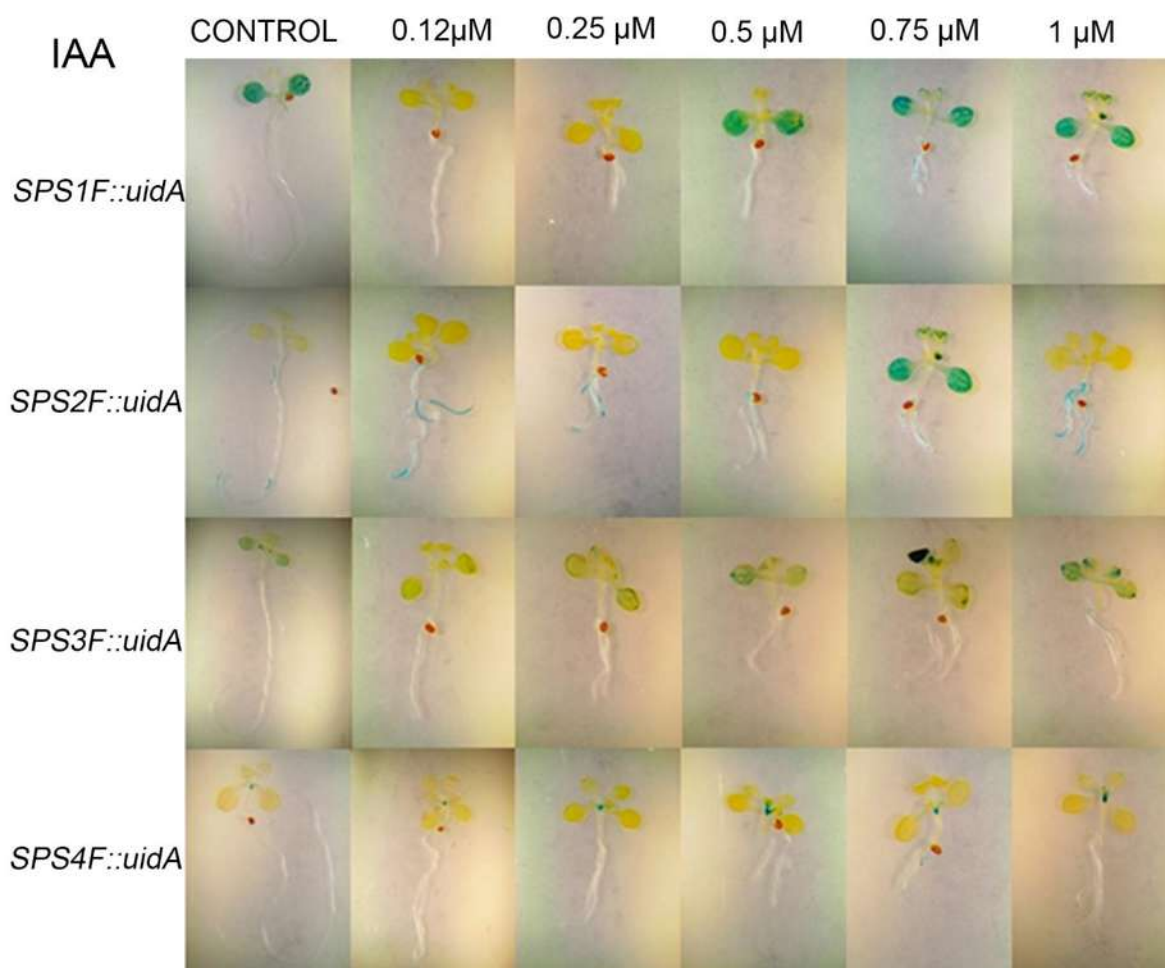 IAA
CONTROL 0.12µM 0.25 µM 0.5 µM 0.75 µM 1 µM
SPS1F::uidA
SPS2F::uidA
SPS3F::uidA
SPS4F::uidA